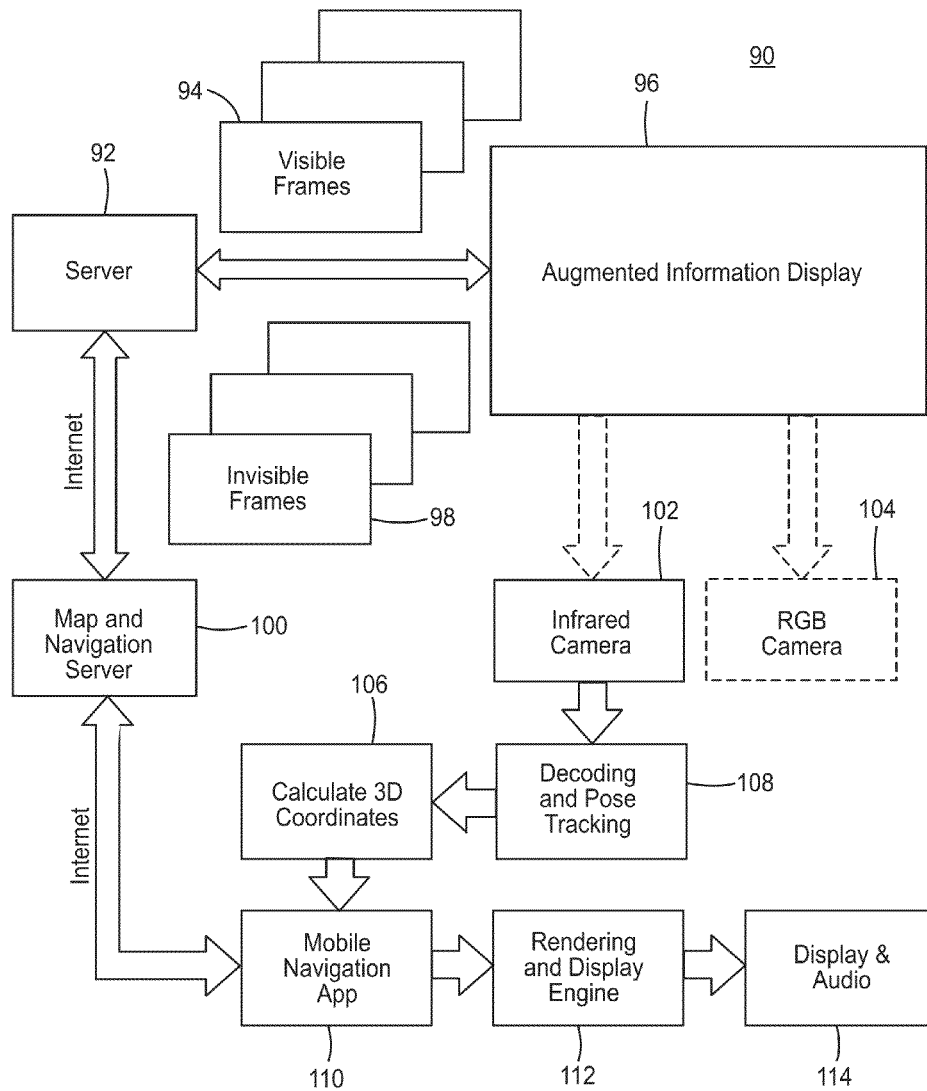 90
94
96
Visible
Frames
92
Server
Augmented Information Display
Internet
Invisible
Frames
98
102
104
Map and
Navigation
Server
100
Infrared
Camera
RGB
Camera
106
Calculate 3D
Coordinates
Decoding
and Pose
Tracking
108
Internet
Mobile
Navigation
App
Rendering
and Display
Engine
Display &
Audio
110
112
114